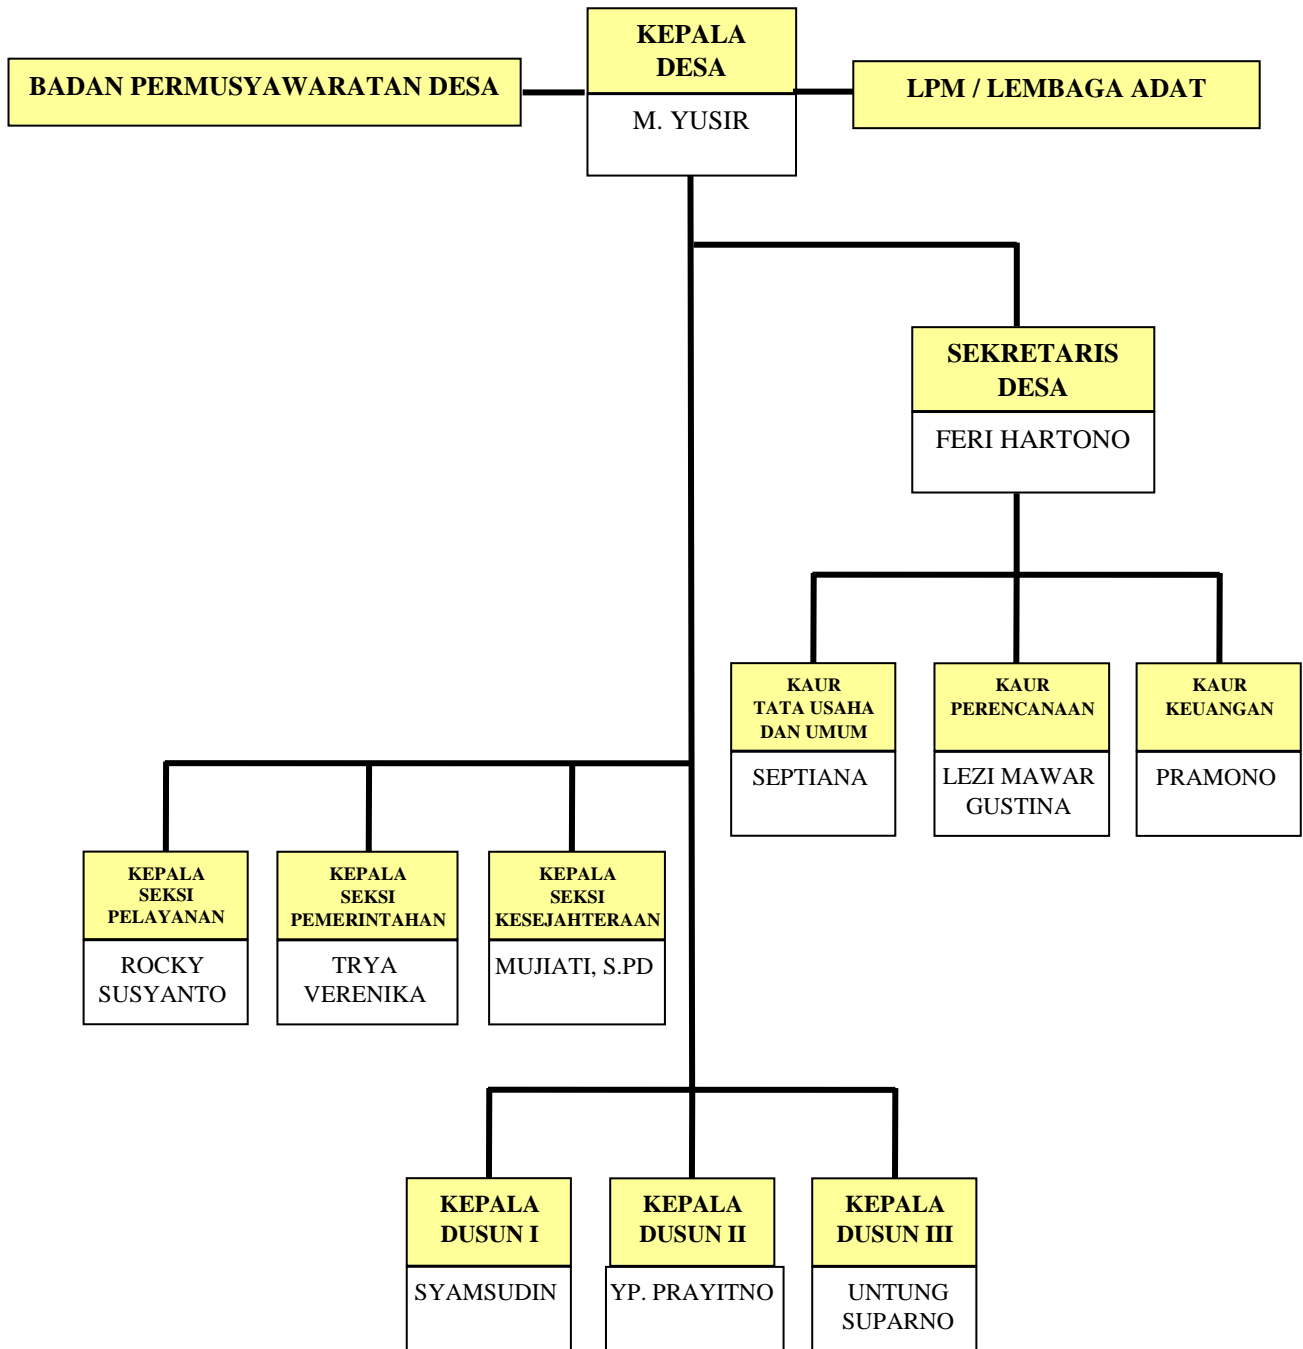 KEPALA
DESA
M. YUSIR
BADAN PERMUSYAWARATAN DESA
LPM / LEMBAGA ADAT
SEKRETARIS
DESA
FERI HARTONO
KAUR
TATA USAHA
DAN UMUM
SEPTIANA
KAUR
PERENCANAAN
LEZI MAWAR
GUSTINA
KAUR
KEUANGAN
PRAMONO
KEPALA
SEKSI
PELAYANAN
ROCKY
SUSYANTO
KEPALA
SEKSI
PEMERINTAHAN
TRYA
VERENIKA
KEPALA
SEKSI
KESEJAHTERAAN
MUJIATI, S.PD
KEPALA
DUSUN I
SYAMSUDIN
KEPALA
DUSUN II
YP. PRAYITNO
KEPALA
DUSUN III
UNTUNG
SUPARNO